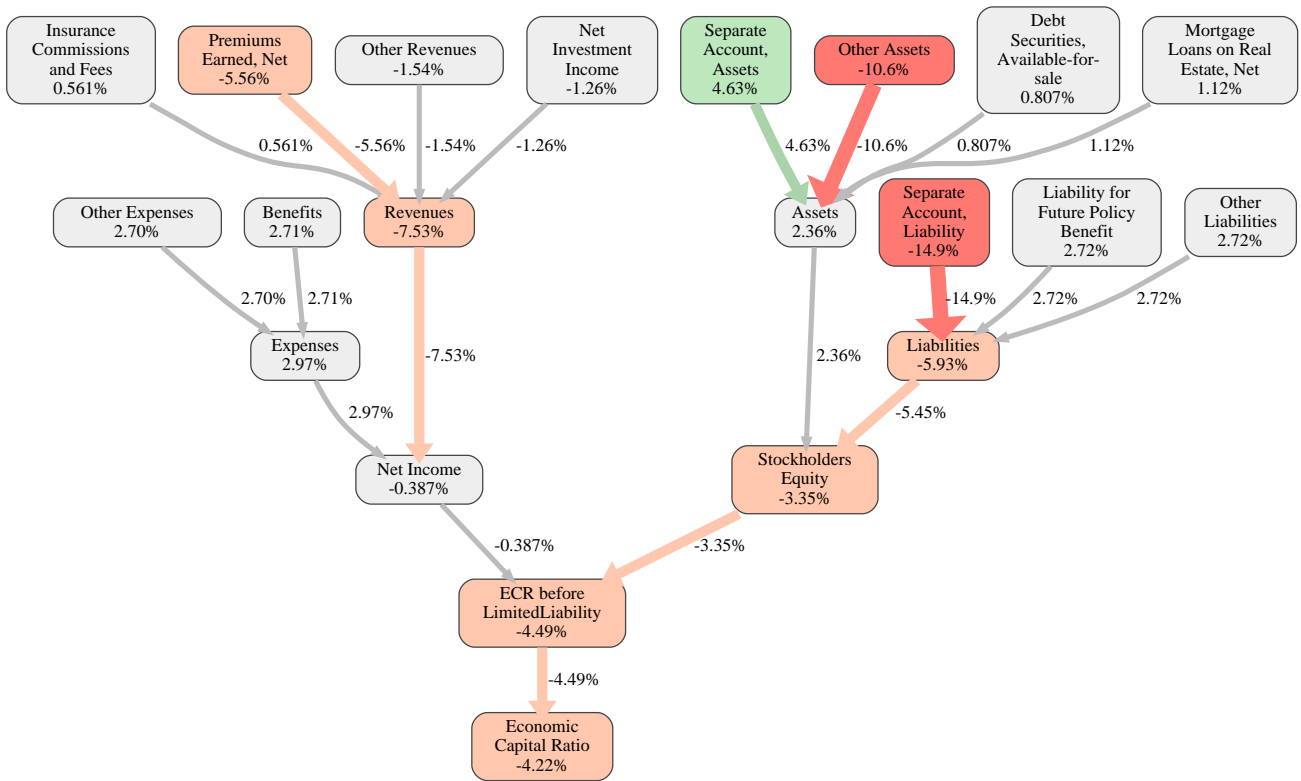 Insurance
Commissions
and Fees
0.561%
Premiums
Earned, Net
-5.56%
Other Revenues
-1.54%
Net
Investment
Income
-1.26%
Separate
Account,
Assets
4.63%
Other Assets
-10.6%
Debt
Securities,
Available-for-
sale
0.807%
Mortgage
Loans on Real
Estate, Net
1.12%
0.561%
-5.56%
-1.54%
-1.26%
4.63%
-10.6%
0.807%
1.12%
Other Expenses
2.70%
Benefits
2.71%
Revenues
-7.53%
Assets
2.36%
Separate
Account,
Liability
-14.9%
Liability for
Future Policy
Benefit
2.72%
Other
Liabilities
2.72%
2.70%
2.71%
-14.9%
2.72%
2.72%
Expenses
2.97%
-7.53%
2.36%
Liabilities
-5.93%
2.97%
-5.45%
Net Income
-0.387%
Stockholders
Equity
-3.35%
-0.387%
-3.35%
ECR before
LimitedLiability
-4.49%
-4.49%
Economic
Capital Ratio
-4.22%